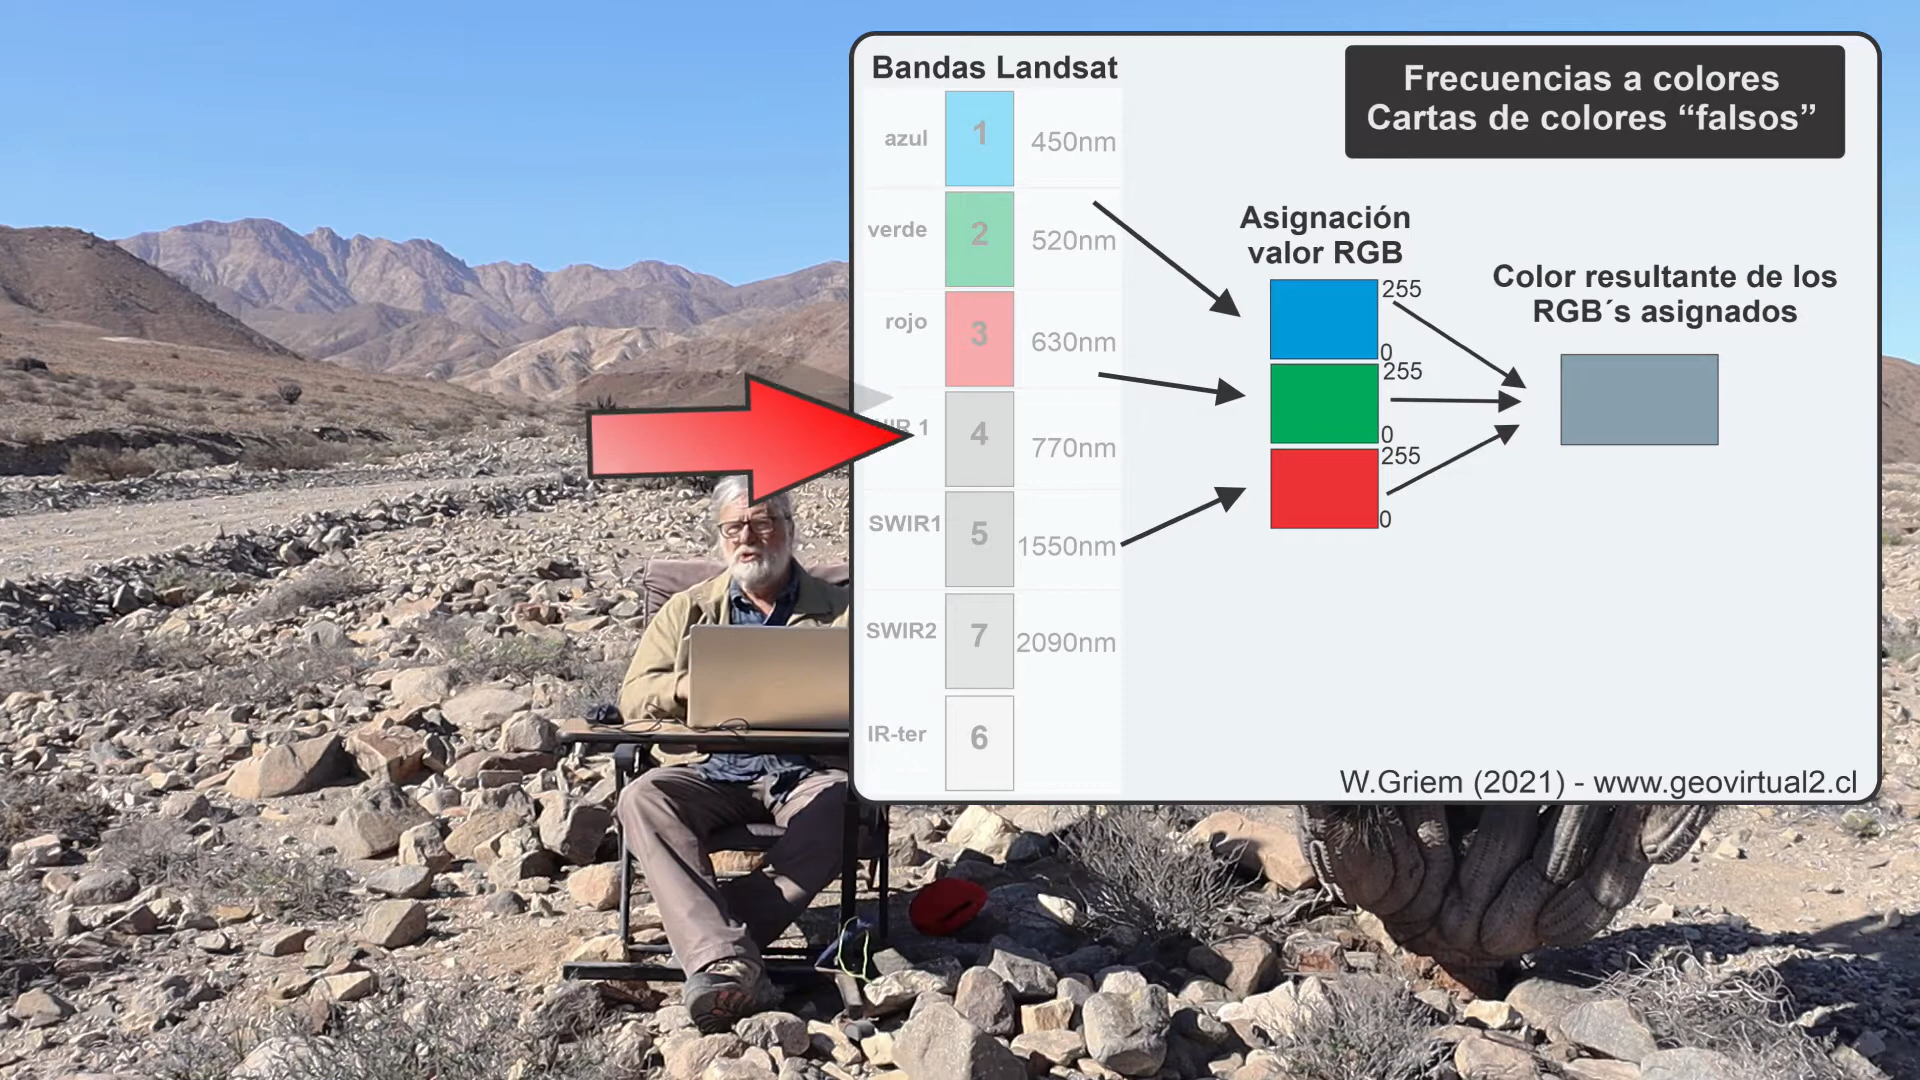 Bandas Landsat
Frecuencias a colores
Cartas de colores “falsos”
azul 1 450nm
verde 2 520nm
rojo 3 630nm
1 4 770nm
SWIR1 5 1550nm
SWIR2 7 2090nm
IR-ter 6
Asignación
valor RGB
255
0
255
0
255
0
Color resultante de los
RGB´s asignados
W.Griem (2021) - www.geovirtual2.cl